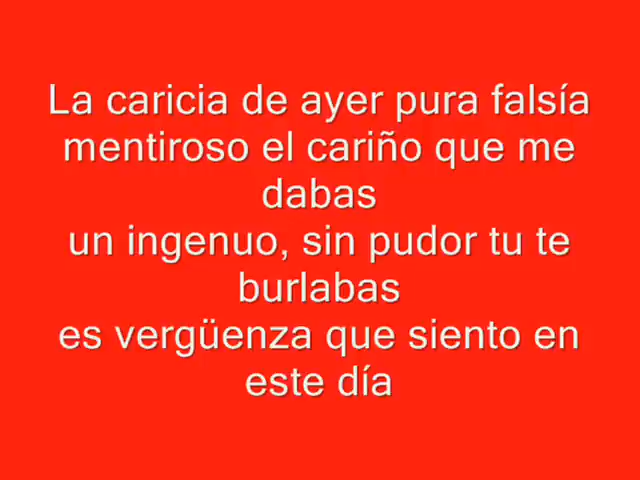 La caricia de ayer pura falsía
mentiroso el cariño que me
dabas
un ingenuo, sin pudor tu te
burlabas
es vergüenza que siento en
este día